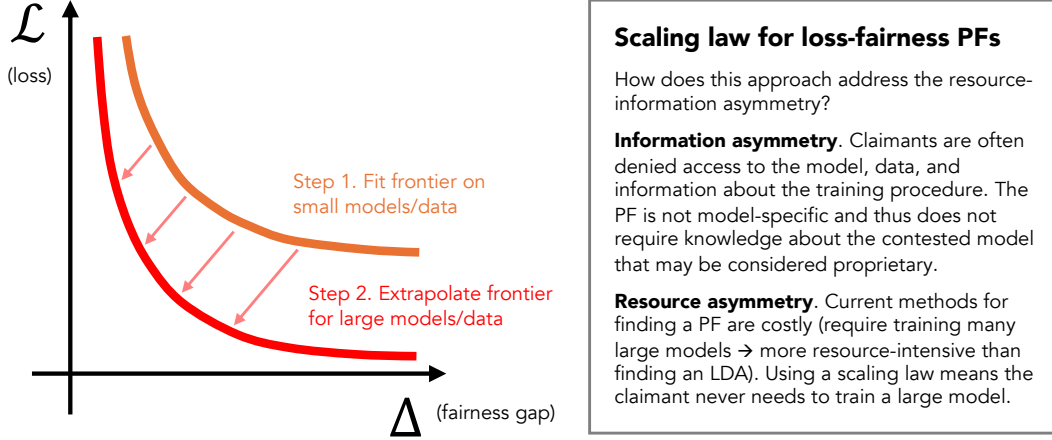 ℒ
(loss)
Step 1. Fit frontier on
small models/data
Step 2. Extrapolate frontier
for large models/data
Δ (fairness gap)
Scaling law for loss-fairness PFs
How does this approach address the resource-
information asymmetry?
Information asymmetry. Claimants are often
denied access to the model, data, and
information about the training procedure. The
PF is not model-specific and thus does not
require knowledge about the contested model
that may be considered proprietary.
Resource asymmetry. Current methods for
finding a PF are costly (require training many
large models → more resource-intensive than
finding an LDA). Using a scaling law means the
claimant never needs to train a large model.